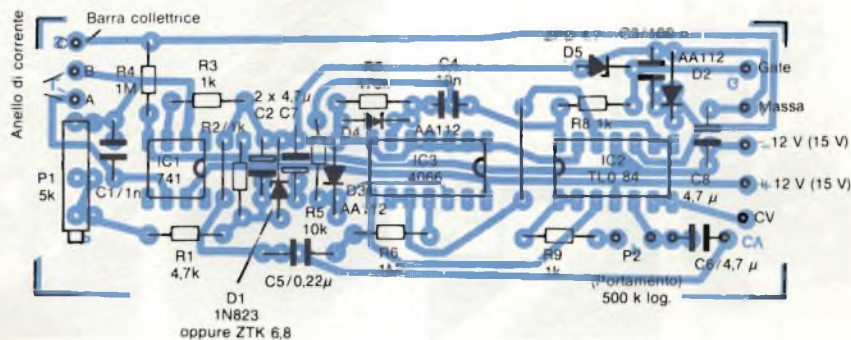 Barra collettrice
Anello di corrente
B
A
R4
1M
R3
1k
R2/1k
2 x 4,7µ
C2 C7
C4
D4
AA112
D5
AA112
D2
Gate
G
Massa
R8 1k
- 12 V (15 V)
+ 12 V (15 V)
CV
CV
P1
5k
C1/1n
IC1
741
IC3
4066
IC2
TL084
C8
4,7 µ
D3
AA112
R5
10k
R1
4,7k
C5/0,22µ
R6
R9
1k
P2
(Portamento)
500 k log.
C6/4,7 µ
D1
1N823
oppure ZTK 6,8